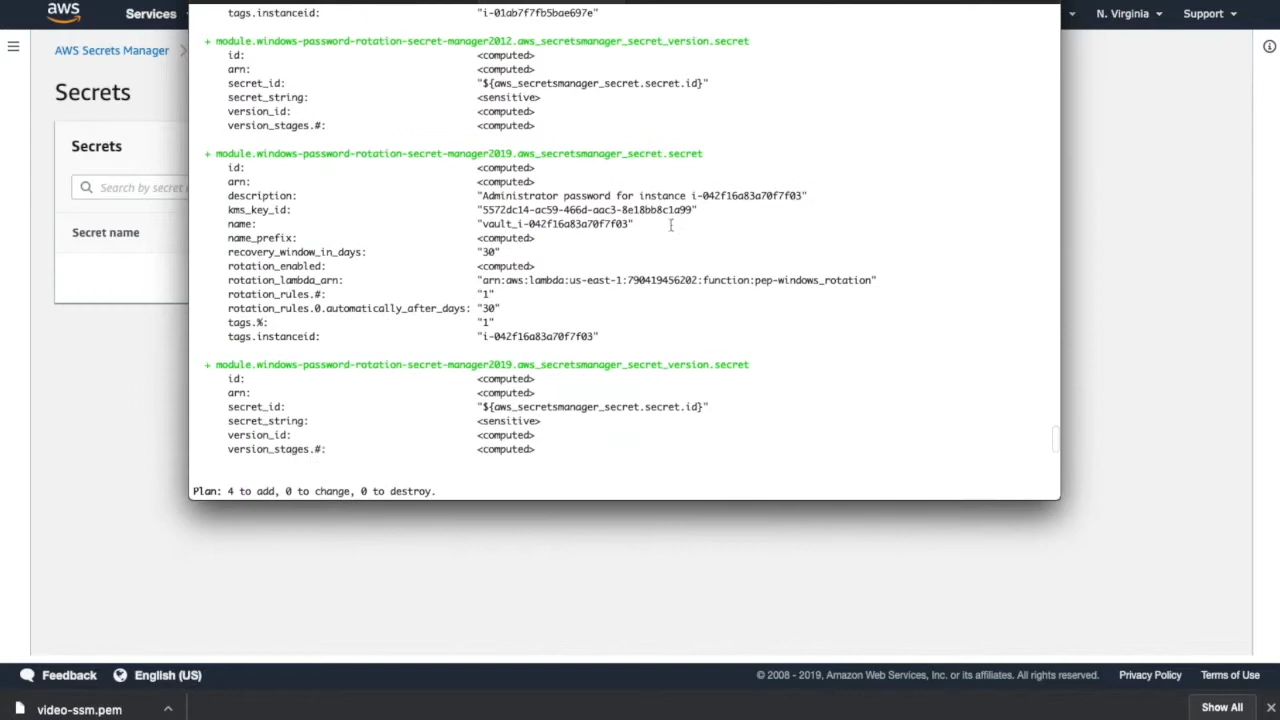 aws Services N. Virginia Support
tags.instanceid: "i-01ab7f7fb5bae697e"
AWS Secrets Manager
Secrets
Secrets
Search by secret
Secret name
+ module.windows-password-rotation-secret-manager2012.aws_secretsmanager_secret_version.secret
id: <computed>
arn: <computed>
secret_id: "${aws_secretsmanager_secret.secret.id}"
secret_string: <sensitive>
version_id: <computed>
version_stages.#: <computed>
+ module.windows-password-rotation-secret-manager2019.aws_secretsmanager_secret.secret
id: <computed>
arn: <computed>
description: "Administrator password for instance i-042f16a83a70f7f03"
kms_key_id: "5572dc14-ac59-466d-aac3-8e18bb8c1a99"
name: "vault_i-042f16a83a70f7f03"
name_prefix: <computed>
recovery_window_in_days: "30"
rotation_enabled: <computed>
rotation_lambda_arn: "arn:aws:lambda:us-east-1:790419456202:function:pep-windows_rotation"
rotation_rules.#: "1"
rotation_rules.0.automatically_after_days: "30"
tags.%: "1"
tags.instanceid: "i-042f16a83a70f7f03"
+ module.windows-password-rotation-secret-manager2019.aws_secretsmanager_secret_version.secret
id: <computed>
arn: <computed>
secret_id: "${aws_secretsmanager_secret.secret.id}"
secret_string: <sensitive>
version_id: <computed>
version_stages.#: <computed>
Plan: 4 to add, 0 to change, 0 to destroy.
Feedback English (US) © 2008 - 2019, Amazon Web Services, Inc. or its affiliates. All rights reserved. Privacy Policy Terms of Use
video-ssm.pem Show All